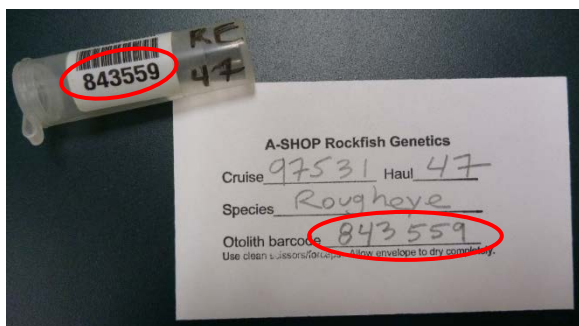 RE
47
843559
A-SHOP Rockfish Genetics
Cruise 97531 Haul 47
Species Rougheye
Otolith barcode 843559
Use clean scissors/forceps. Allow envelope to dry completely.